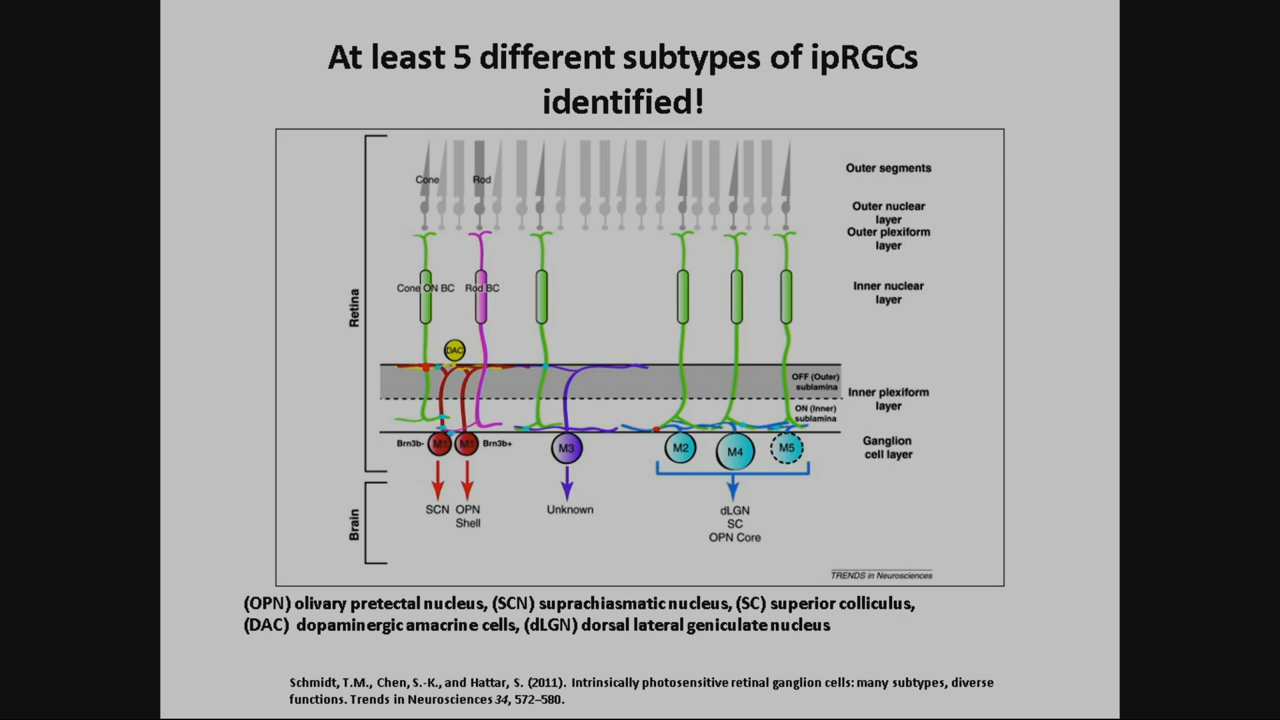 At least 5 different subtypes of ipRGCs
identified!
Cone
Rod
Outer segments
Outer nuclear
layer
Outer plexiform
layer
Cone ON BC
Rod BC
Inner nuclear
layer
Retina
DAC
OFF (Outer)
sublamina
ON (Inner)
sublamina
Inner plexiform
layer
Brn3b-
M1
M1
Brn3b+
M3
M2
M4
M5
Ganglion
cell layer
Brain
SCN
OPN
Shell
Unknown
dLGN
SC
OPN Core
TRENDS in Neurosciences
(OPN) olivary pretectal nucleus, (SCN) suprachiasmatic nucleus, (SC) superior colliculus,
(DAC) dopaminergic amacrine cells, (dLGN) dorsal lateral geniculate nucleus
Schmidt, T.M., Chen, S.-K., and Hattar, S. (2011). Intrinsically photosensitive retinal ganglion cells: many subtypes, diverse
functions. Trends in Neurosciences 34, 572–580.